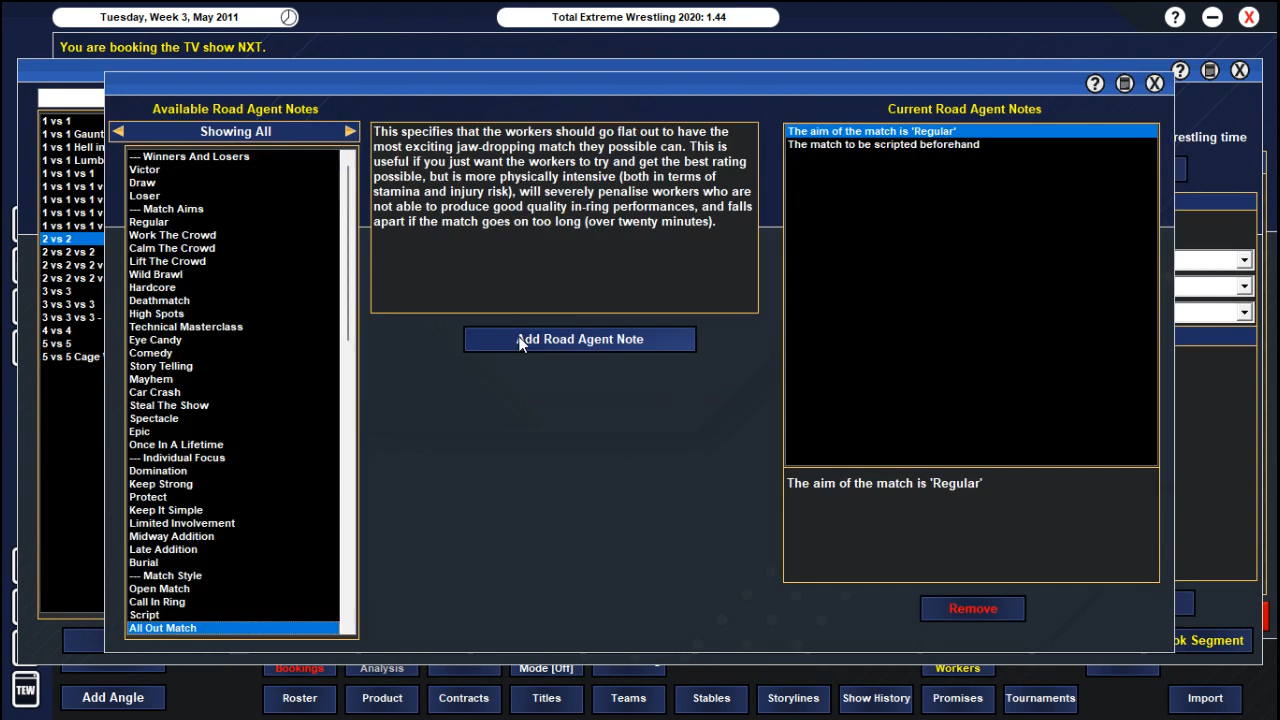 Tuesday, Week 3, May 2011
Total Extreme Wrestling 2020: 1.44
? X
You are booking the TV show NXT.
? X
? X
Available Road Agent Notes
Showing All
--- Winners And Losers
Victor
Draw
Loser
--- Match Aims
Regular
Work The Crowd
Calm The Crowd
Lift The Crowd
Wild Brawl
Hardcore
Deathmatch
High Spots
Technical Masterclass
Eye Candy
Comedy
Story Telling
Mayhem
Car Crash
Steal The Show
Spectacle
Epic
Once In A Lifetime
--- Individual Focus
Domination
Keep Strong
Protect
Keep It Simple
Limited Involvement
Midway Addition
Late Addition
Burial
--- Match Style
Open Match
Call In Ring
Script
All Out Match
This specifies that the workers should go flat out to have the
most exciting jaw-dropping match they possible can. This is
useful if you just want the workers to try and get the best rating
possible, but is more physically intensive (both in terms of
stamina and injury risk), will severely penalise workers who are
not able to produce good quality in-ring performances, and falls
apart if the match goes on too long (over twenty minutes).
Add Road Agent Note
Current Road Agent Notes
The aim of the match is 'Regular'
The match to be scripted beforehand
The aim of the match is 'Regular'
Remove
1 vs 1
1 vs 1 Gaunt
1 vs 1 Hell in
1 vs 1 Lumb
1 vs 1 vs 1
1 vs 1 vs 1 v
1 vs 1 vs 1 v
1 vs 1 vs 1 v
1 vs 1 vs 1 v
2 vs 2
2 vs 2 vs 2
2 vs 2 vs 2 v
2 vs 2 vs 2 v
3 vs 3
3 vs 3 vs 3
3 vs 3 vs 3 -
4 vs 4
5 vs 5
5 vs 5 Cage
restling time
ok Segment
Bookings
Analysis
Mode [Off]
Workers
TEW
Add Angle
Roster
Product
Contracts
Titles
Teams
Stables
Storylines
Show History
Promises
Tournaments
Import